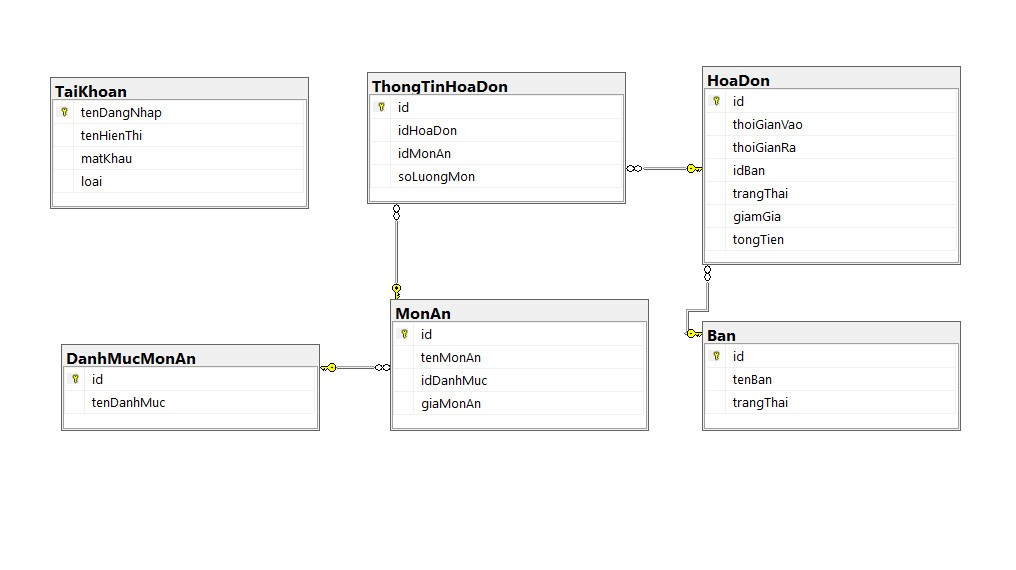 TaiKhoan
tenDangNhap
tenHienThi
matKhau
loai
ThongTinHoaDon
id
idHoaDon
idMonAn
soLuongMon
HoaDon
id
thoiGianVao
thoiGianRa
idBan
trangThai
giamGia
tongTien
DanhMucMonAn
id
tenDanhMuc
MonAn
id
tenMonAn
idDanhMuc
giaMonAn
Ban
id
tenBan
trangThai